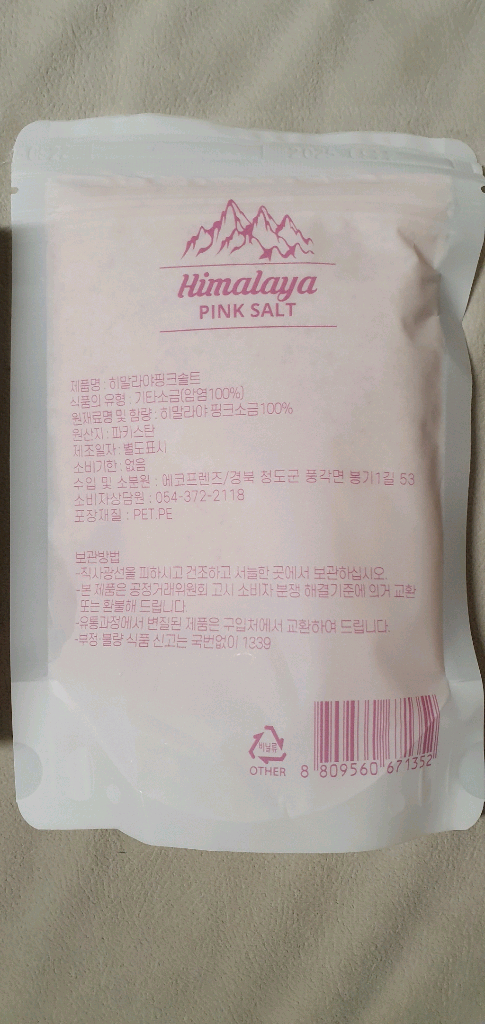 Himalaya
PINK SALT
제품명 : 히말라야핑크솔트
식품의 유형 : 기타소금(암염100%)
원재료명 및 함량 : 히말라야 핑크소금100%
원산지 : 파키스탄
제조일자 : 별도표시
소비기한 : 없음
수입 및 소분원 : 에코프렌즈/경북 청도군 풍각면 봉기1길 53
소비자상담원 : 054-372-2118
포장재질 : PET.PE
보관방법
-직사광선을 피하시고 건조하고 서늘한 곳에서 보관하십시오.
-본 제품은 공정거래위원회 고시 소비자 분쟁 해결기준에 의거 교환
또는 환불해 드립니다
-유통과정에서 변질된 제품은 구입처에서 교환하여 드립니다.
-부정·불량 식품 신고는 국번없이 1339
비닐류
OTHER
8 809560 671352